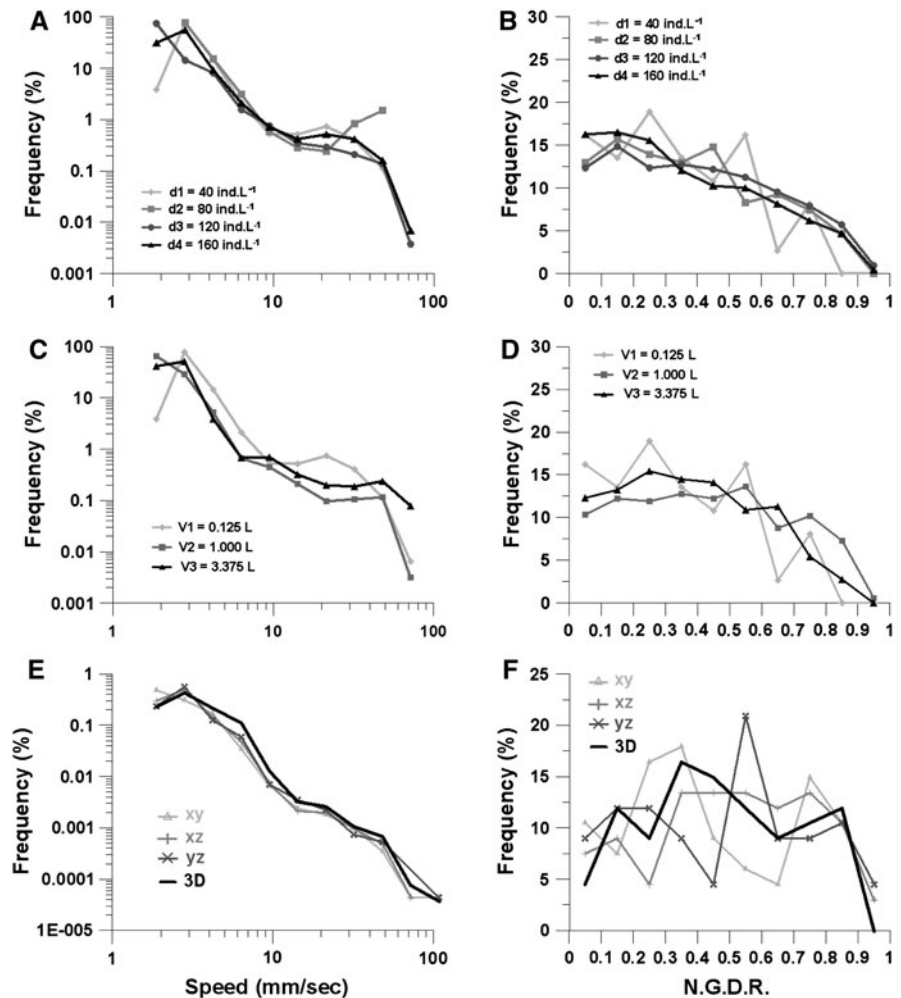 A
Frequency (%)
100
10
1
0.1
0.01
0.001
d1 = 40 ind.L⁻¹
d2 = 80 ind.L⁻¹
d3 = 120 ind.L⁻¹
d4 = 160 ind.L⁻¹
1
10
100
B
Frequency (%)
30
25
20
15
10
5
0
d1 = 40 ind.L⁻¹
d2 = 80 ind.L⁻¹
d3 = 120 ind.L⁻¹
d4 = 160 ind.L⁻¹
0 0.1 0.2 0.3 0.4 0.5 0.6 0.7 0.8 0.9 1
C
Frequency (%)
100
10
1
0.1
0.01
0.001
V1 = 0.125 L
V2 = 1.000 L
V3 = 3.375 L
1
10
100
D
Frequency (%)
30
25
20
15
10
5
0
V1 = 0.125 L
V2 = 1.000 L
V3 = 3.375 L
0 0.1 0.2 0.3 0.4 0.5 0.6 0.7 0.8 0.9 1
E
Frequency (%)
1
0.1
0.01
0.001
0.0001
1E-005
xy
xz
yz
3D
1
10
100
Speed (mm/sec)
F
Frequency (%)
25
20
15
10
5
0
xy
xz
yz
3D
0 0.1 0.2 0.3 0.4 0.5 0.6 0.7 0.8 0.9 1
N.G.D.R.